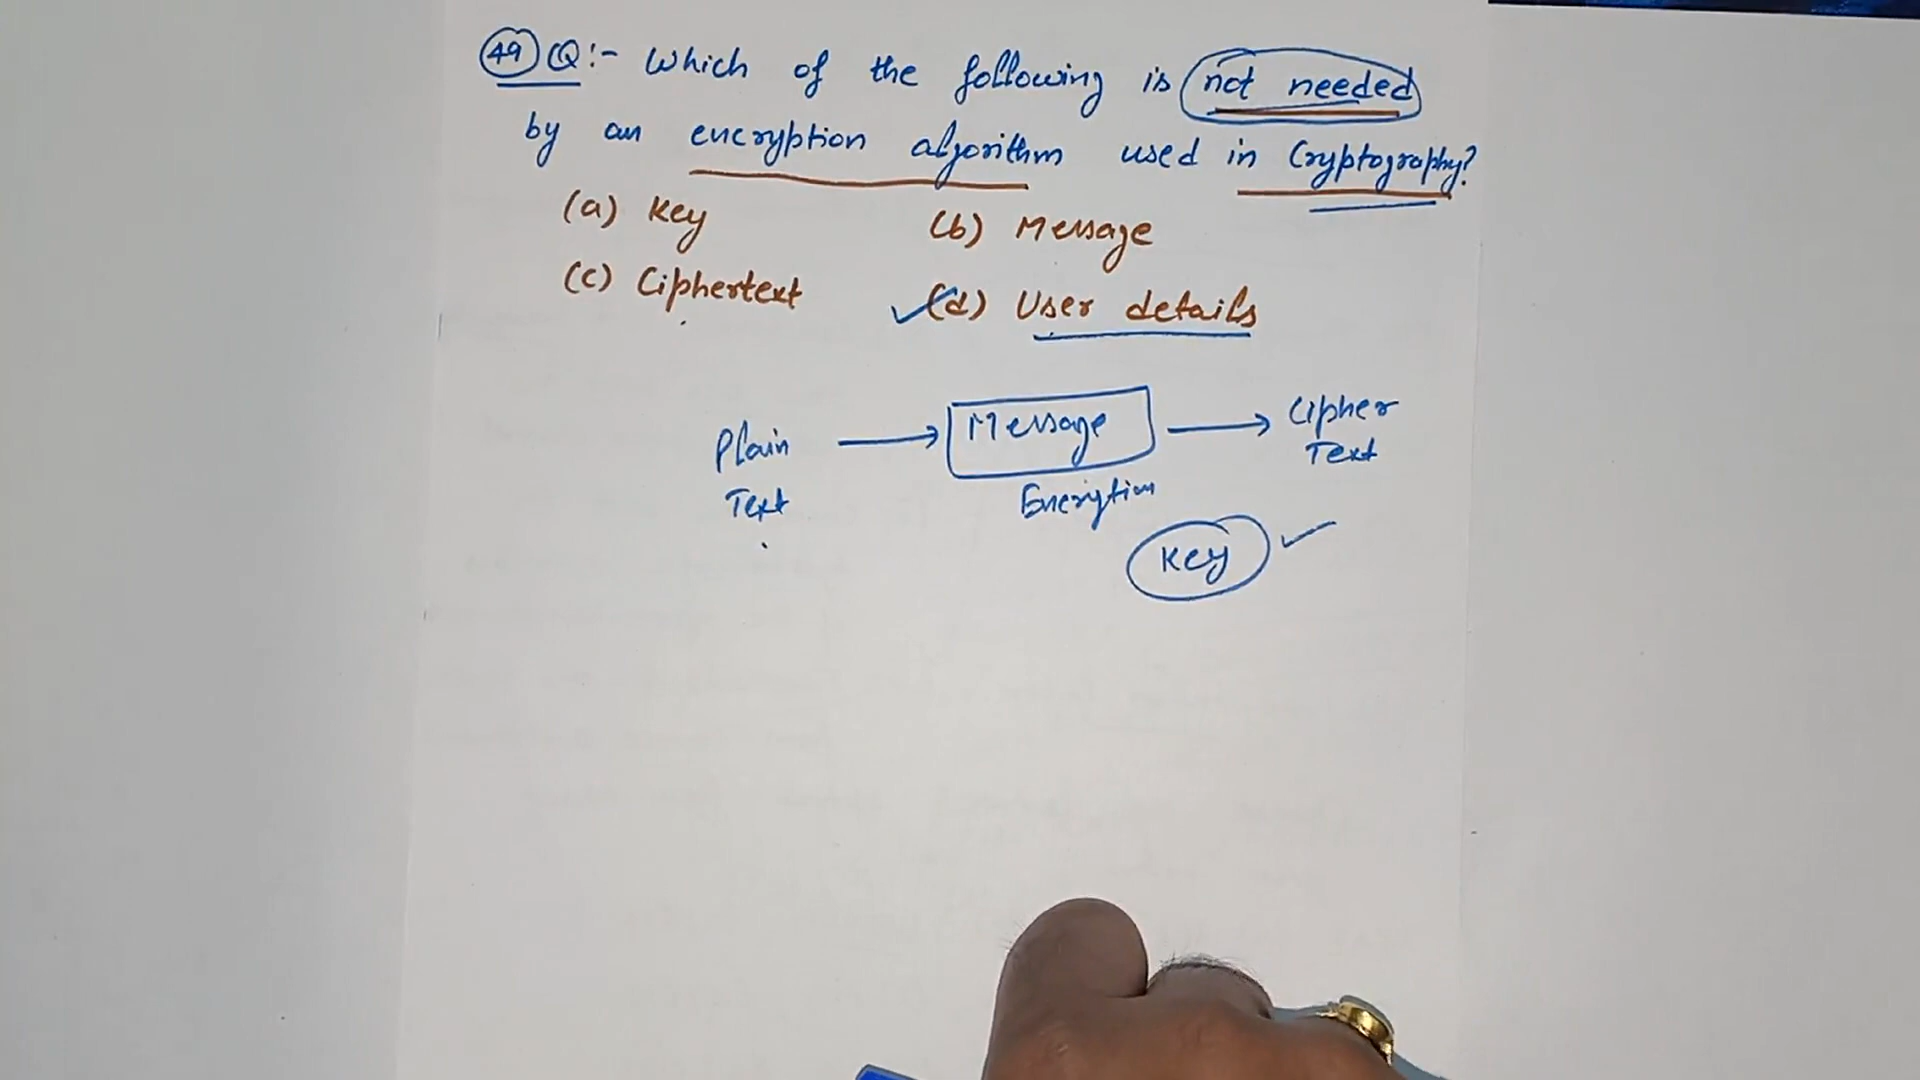 49 Q:- Which of the following is not needed
by an encryption algorithm used in Cryptography?
(a) Key (b) Message
(c) Ciphertext (d) User details
Plain Text
Message
Encryption
Cipher Text
Key